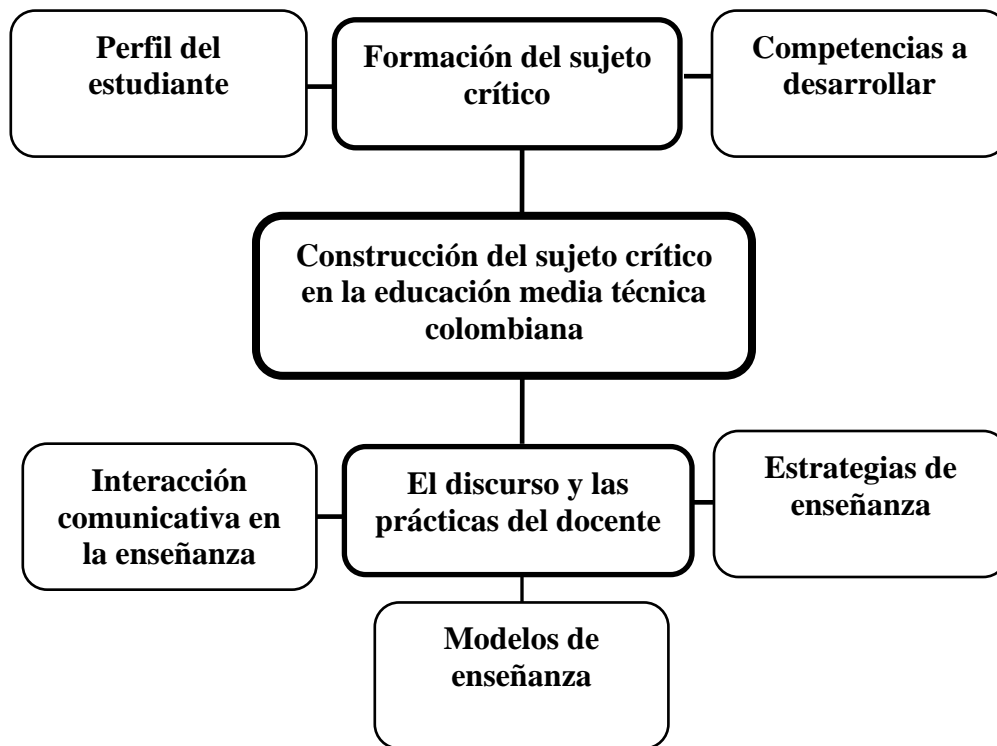 Perfil del
estudiante
Formación del sujeto
crítico
Competencias a
desarrollar
Construcción del sujeto crítico
en la educación media técnica
colombiana
Interacción
comunicativa en
la enseñanza
El discurso y las
prácticas del docente
Estrategias de
enseñanza
Modelos de
enseñanza